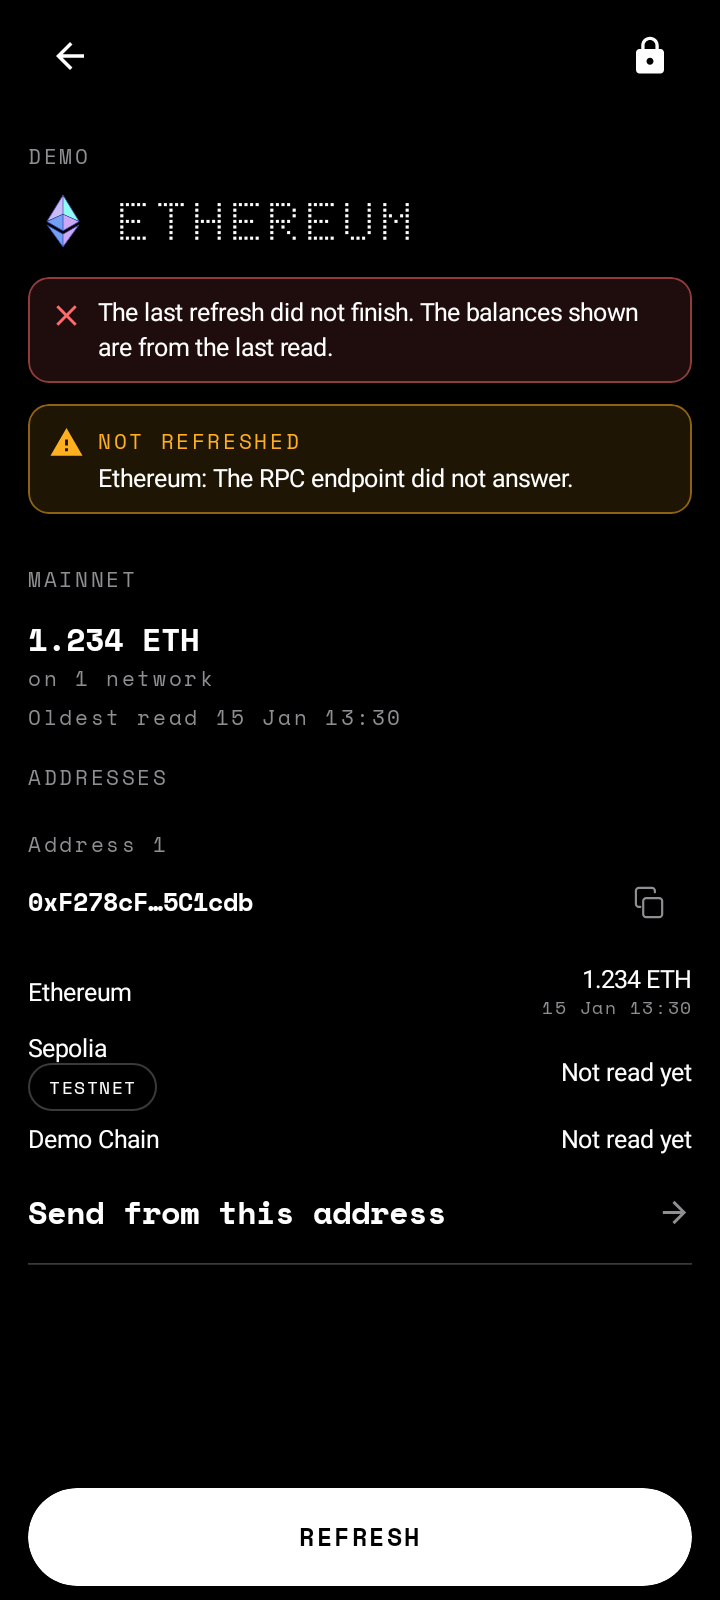 DEMO
ETHEREUM
The last refresh did not finish. The balances shown
are from the last read.
NOT REFRESHED
Ethereum: The RPC endpoint did not answer.
MAINNET
1.234 ETH
on 1 network
Oldest read 15 Jan 13:30
ADDRESSES
Address 1
0xF278cF…5C1cdb
Ethereum
1.234 ETH
15 Jan 13:30
Sepolia
TESTNET
Not read yet
Demo Chain
Not read yet
Send from this address
REFRESH